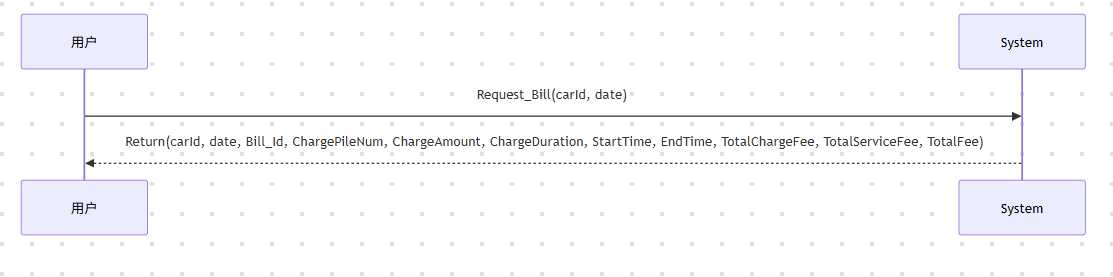 用户
System
Request_Bill(carId, date)
Return(carId, date, Bill_Id, ChargePileNum, ChargeAmount, ChargeDuration, StartTime, EndTime, TotalChargeFee, TotalServiceFee, TotalFee)
用户
System